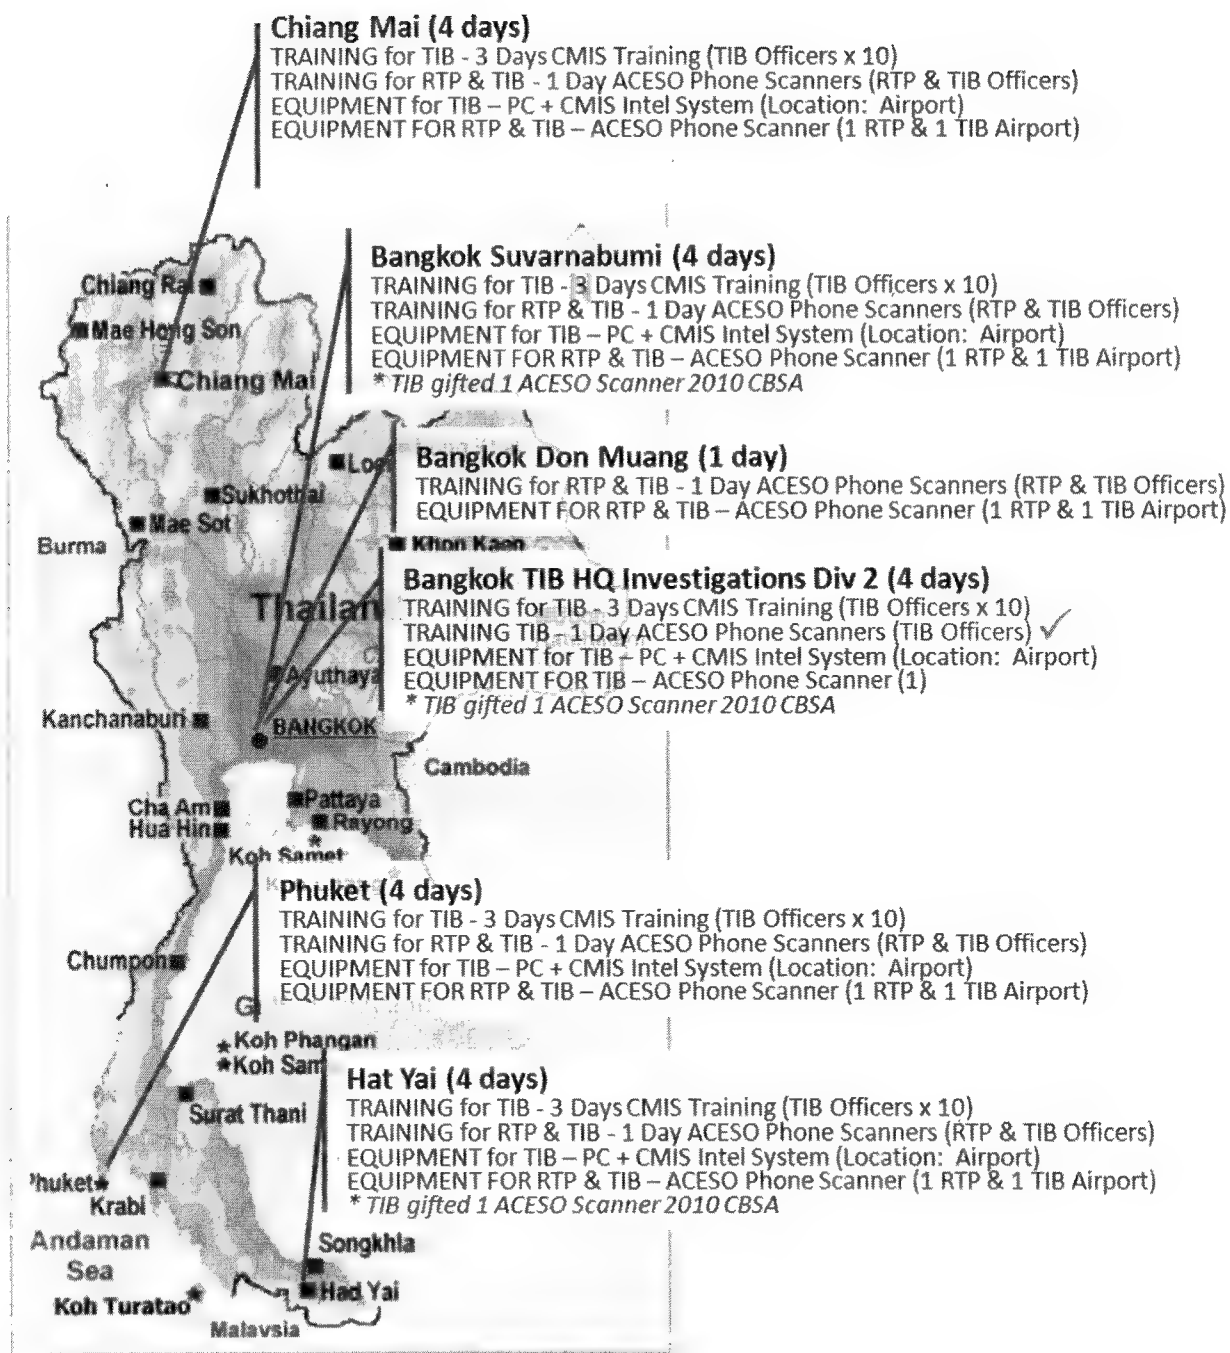 Chiang Mai (4 days)
TRAINING for TIB - 3 Days CMIS Training (TIB Officers x 10)
TRAINING for RTP & TIB - 1 Day ACESO Phone Scanners (RTP & TIB Officers)
EQUIPMENT for TIB – PC + CMIS Intel System (Location: Airport)
EQUIPMENT FOR RTP & TIB – ACESO Phone Scanner (1 RTP & 1 TIB Airport)
Bangkok Suvarnabumi (4 days)
TRAINING for TIB - 3 Days CMIS Training (TIB Officers x 10)
TRAINING for RTP & TIB - 1 Day ACESO Phone Scanners (RTP & TIB Officers)
EQUIPMENT for TIB – PC + CMIS Intel System (Location: Airport)
EQUIPMENT FOR RTP & TIB – ACESO Phone Scanner (1 RTP & 1 TIB Airport)
* TIB gifted 1 ACESO Scanner 2010 CBSA
Chiang Rai
Mae Hong Son
Chiang Mai
Bangkok Don Muang (1 day)
TRAINING for RTP & TIB - 1 Day ACESO Phone Scanners (RTP & TIB Officers)
EQUIPMENT FOR RTP & TIB – ACESO Phone Scanner (1 RTP & 1 TIB Airport)
Sukhothai
Mae Sot
Burma
Khon Kaen
Bangkok TIB HQ Investigations Div 2 (4 days)
TRAINING for TIB - 3 Days CMIS Training (TIB Officers x 10)
TRAINING TIB - 1 Day ACESO Phone Scanners (TIB Officers) ✓
EQUIPMENT for TIB – PC + CMIS Intel System (Location: Airport)
EQUIPMENT FOR TIB – ACESO Phone Scanner (1)
* TIB gifted 1 ACESO Scanner 2010 CBSA
Thailan
Ayuthaya
Kanchanaburi
BANGKOK
Cambodia
Cha Am
Hua Hin
Pattaya
Rayong
Koh Samet
Phuket (4 days)
TRAINING for TIB - 3 Days CMIS Training (TIB Officers x 10)
TRAINING for RTP & TIB - 1 Day ACESO Phone Scanners (RTP & TIB Officers)
EQUIPMENT for TIB – PC + CMIS Intel System (Location: Airport)
EQUIPMENT FOR RTP & TIB – ACESO Phone Scanner (1 RTP & 1 TIB Airport)
Chumpon
Koh Phangan
Koh Sam
Surat Thani
Hat Yai (4 days)
TRAINING for TIB - 3 Days CMIS Training (TIB Officers x 10)
TRAINING for RTP & TIB - 1 Day ACESO Phone Scanners (RTP & TIB Officers)
EQUIPMENT for TIB – PC + CMIS Intel System (Location: Airport)
EQUIPMENT FOR RTP & TIB – ACESO Phone Scanner (1 RTP & 1 TIB Airport)
* TIB gifted 1 ACESO Scanner 2010 CBSA
Phuket
Krabi
Andaman
Sea
Songkhla
Had Yai
Koh Turatao
Malaysia